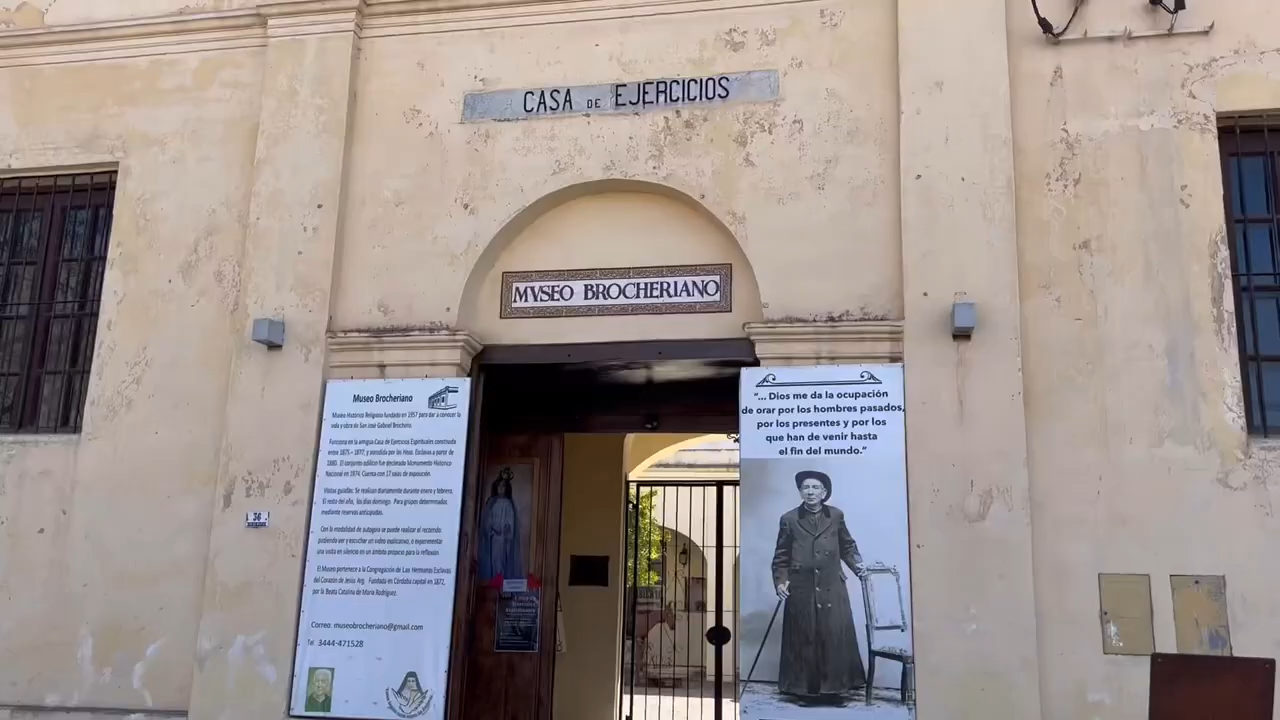 CASA DE EJERCICIOS
MVSEO BROCHERIANO
Museo Brocheriano
Museo Histórico Religioso fundado en 1957 para dar a conocer la
vida y obra de San José Gabriel Brochero.
Funciona en la antigua Casa de Ejercicios Espirituales construida
entre 1875 - 1877, y atendida por las Hnas. Esclavas a partir de
1880. El conjunto edilicio fue declarado Monumento Histórico
Nacional en 1974. Cuenta con 17 salas de exposición.
Visitas guiadas: Se realizan diariamente durante enero y febrero.
El resto del año, los días domingo. Para grupos determinados
mediante reservas anticipadas.
Con la modalidad de autoguía se puede realizar el recorrido
pudiendo ver y escuchar un video explicativo, o experimentar
una visita en silencio en un ámbito propicio para la reflexión.
El Museo pertenece a la Congregación de Las Hermanas Esclavas
del Corazón de Jesús Arg. Fundada en Córdoba capital en 1872,
por la Beata Catalina de María Rodríguez.
Correo: museobrocheriano@gmail.com
Tel 3444-471528
"... Dios me da la ocupación
de orar por los hombres pasados,
por los presentes y por los
que han de venir hasta
el fin del mundo."
36